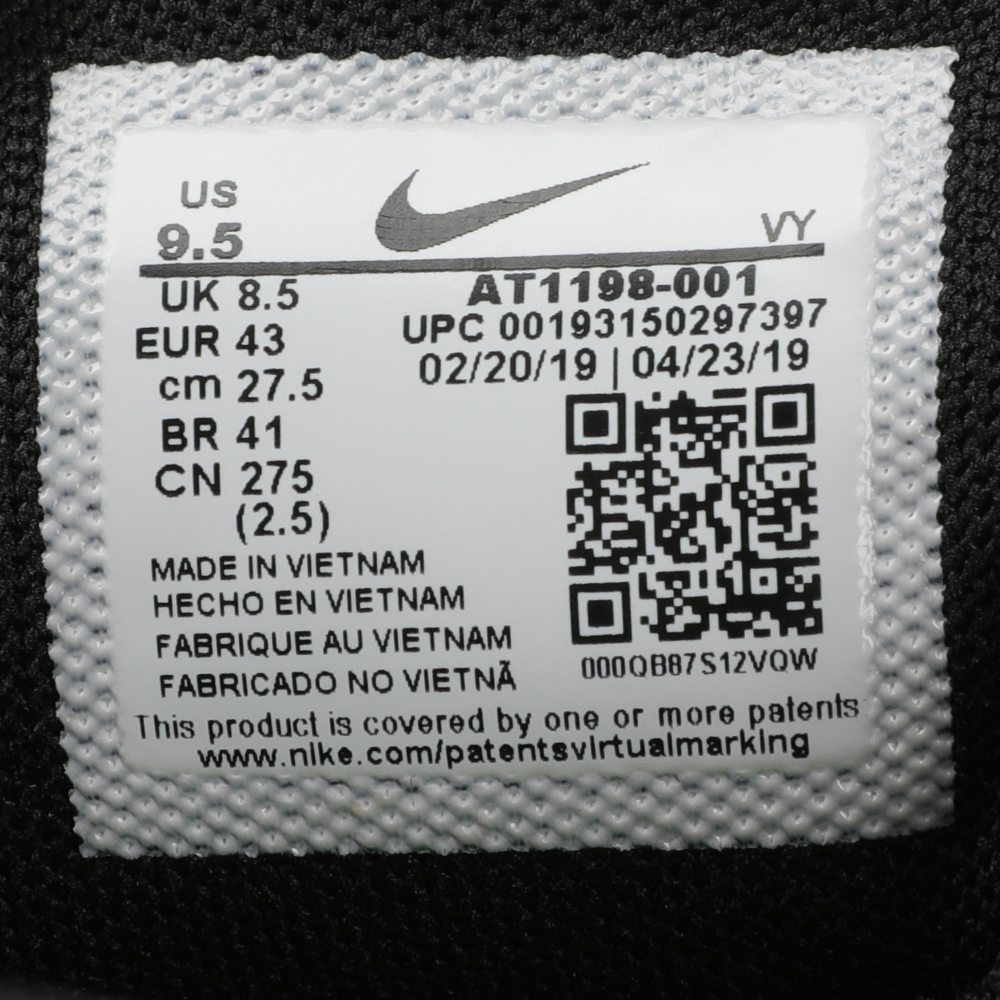 US
9.5
VY
UK 8.5
EUR 43
cm 27.5
BR 41
CN 275
(2.5)
AT1198-001
UPC 00193150297397
02/20/19 | 04/23/19
000QB87S12VQW
MADE IN VIETNAM
HECHO EN VIETNAM
FABRIQUE AU VIETNAM
FABRICADO NO VIETNÃ
This product is covered by one or more patents
www.nike.com/patentsvirtualmarking